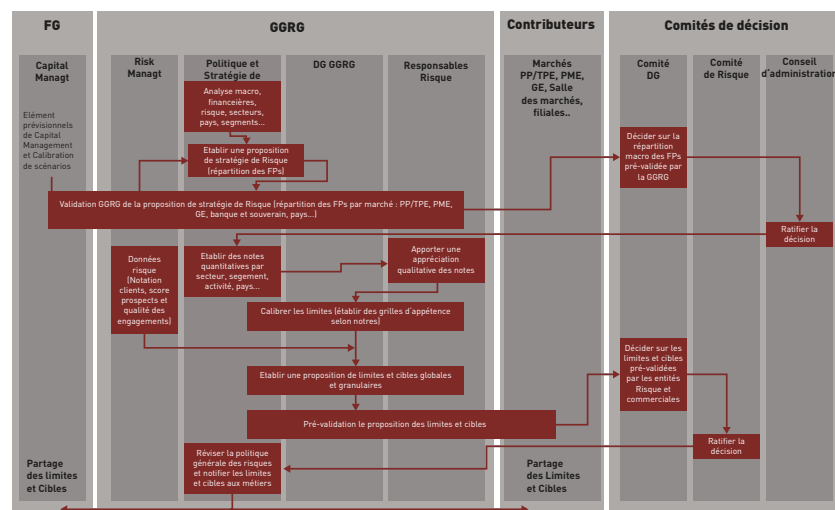 FG
GGRG
Contributeurs
Comités de décision
Capital
Managt
Risk
Managt
Politique et
Stratégie de
DG GGRG
Responsables
Risque
Marchés
PP/TPE, PME,
GE, Salle
des marchés,
filiales..
Comité
DG
Comité
de Risque
Conseil
d'administration
Elément
prévisionnels
de Capital
Management
et Calibration
de scénarios
Analyse macro,
financeières,
risque, secteurs,
pays, segments...
Etablir une proposition
de stratégie de Risque
(répartition des FPs)
Décider sur la
répartition
macro des FPs
pré-validée par
la GGRG
Validation GGRG de la proposition de stratégie de Risque (répartition des FPs par marché : PP/TPE, PME,
GE, banque et souverain, pays...)
Ratifier la
décision
Données
risque
(Notation
clients, score
prospects et
qualité des
engagements)
Etablir des notes
quantitatives par
secteur, segement,
activité, pays...
Apporter une
appréciation
qualitative des notes
Calibrer les limites (établir des grilles d'appétence
selon notres)
Etablir une proposition de limites et cibles globales
et granulaires
Décider sur les
limites et cibles
pré-validées
par les entités
Risque et
commerciales
Pré-validation le proposition des limites et cibles
Ratifier la
décision
Réviser la politique
générale des risques
et notifier les limites
et cibles aux métiers
Partage
des limites
et Cibles
Partage
des Limites
et Cibles